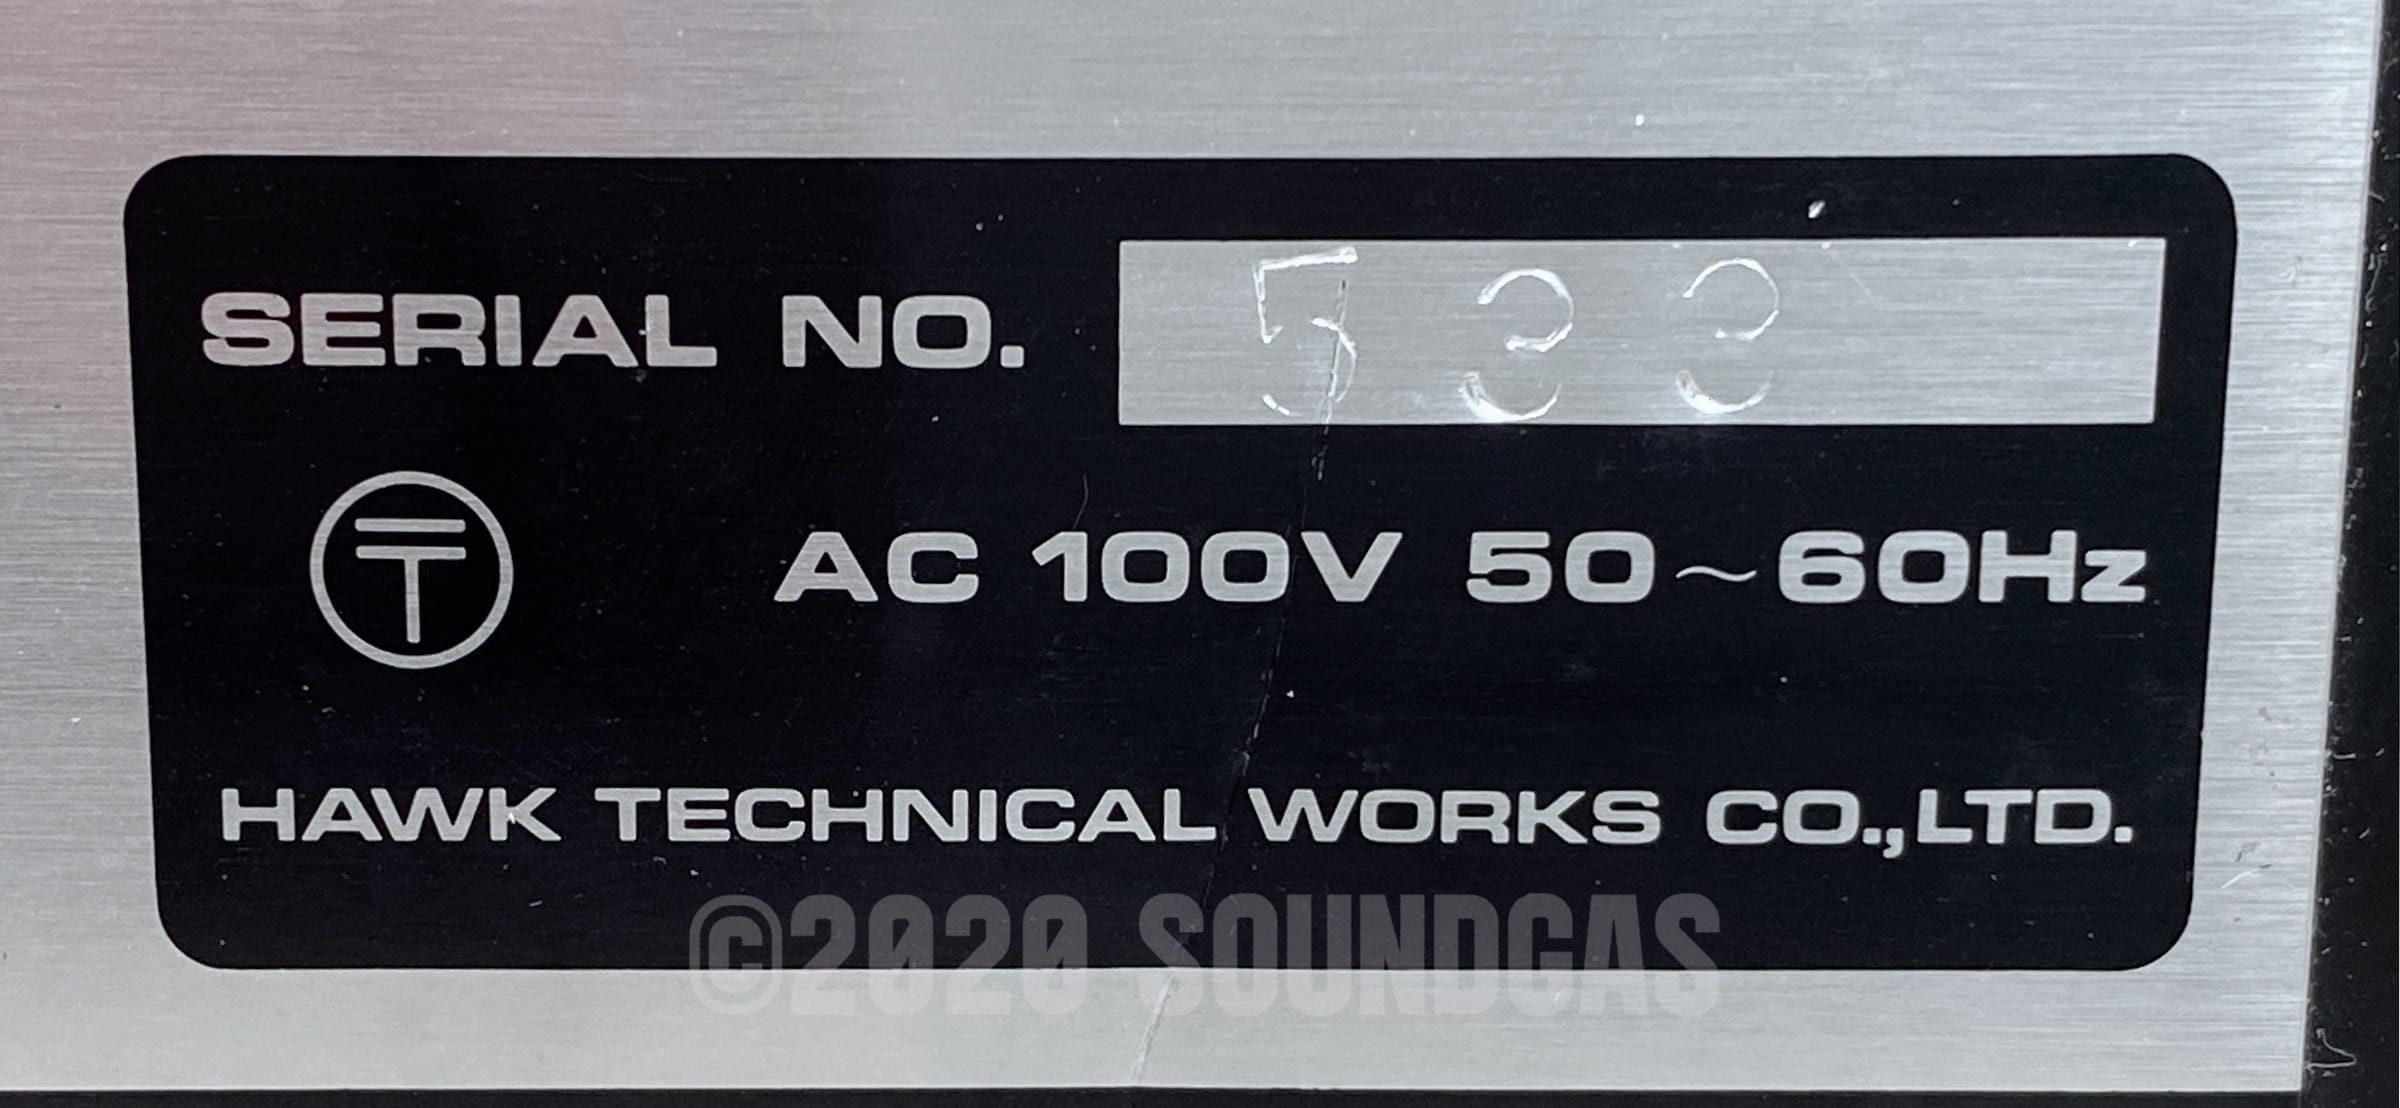 SERIAL NO. 533
〒 AC 100V 50~60Hz
HAWK TECHNICAL WORKS CO.,LTD.
©2020 SOUNDGAS